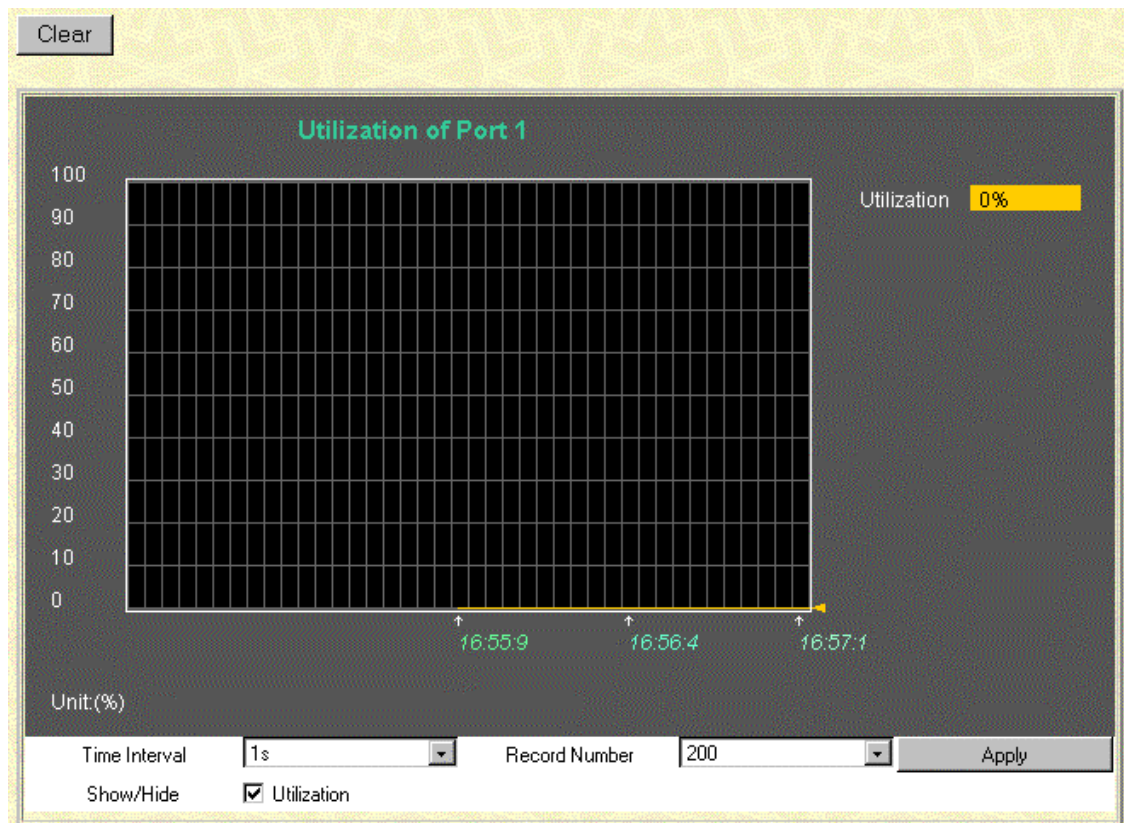 Clear
Utilization of Port 1
100
Utilization 0%
90
80
70
60
50
40
30
20
10
0
16:55:9 16:56:4 16:57:1
Unit:(%)
Time Interval 1s Record Number 200 Apply
Show/Hide Utilization